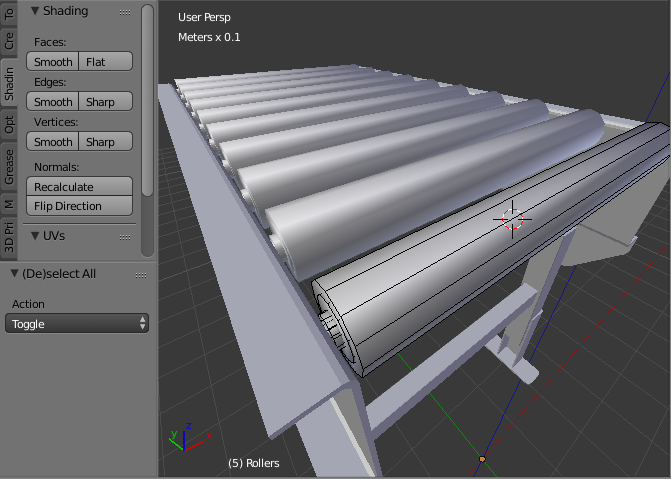 Shading
Faces:
Smooth Flat
Edges:
Smooth Sharp
Vertices:
Smooth Sharp
Normals:
Recalculate
Flip Direction
UVs
(De)select All
Action
Toggle
To
Cre
Shadin
Opt
Grease
M
3D Pri
User Persp
Meters x 0.1
z
y
x
(5) Rollers